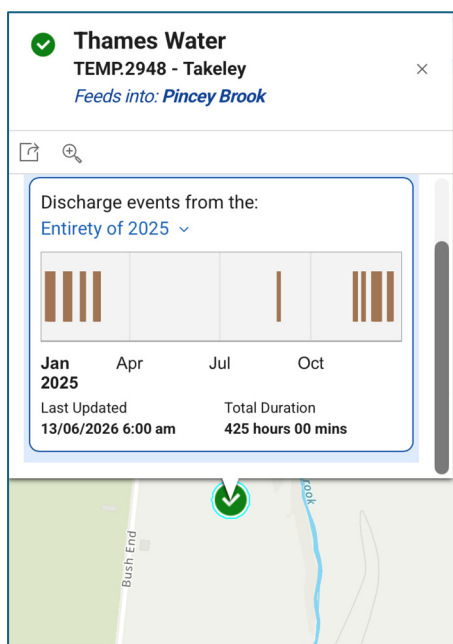 Thames Water
TEMP.2948 - Takeley
Feeds into: Pincey Brook
Discharge events from the:
Entirety of 2025
Jan 2025
Apr
Jul
Oct
Last Updated
13/06/2026 6:00 am
Total Duration
425 hours 00 mins
rook
Bush End